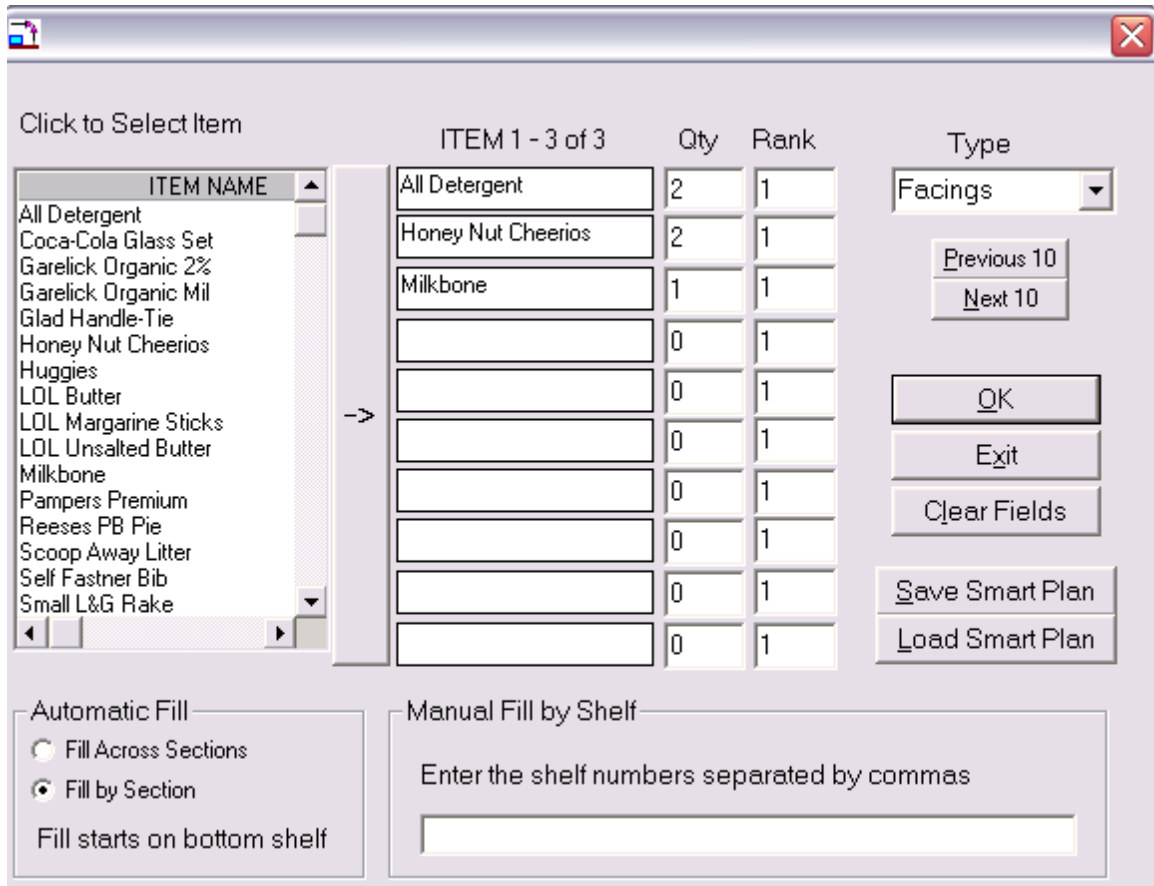 Click to Select Item
ITEM 1 - 3 of 3 Qty Rank Type
ITEM NAME
All Detergent
Coca-Cola Glass Set
Garelick Organic 2%
Garelick Organic Mil
Glad Handle-Tie
Honey Nut Cheerios
Huggies
LOL Butter
LOL Margarine Sticks
LOL Unsalted Butter
Milkbone
Pampers Premium
Reeses PB Pie
Scoop Away Litter
Self Fastner Bib
Small L&G Rake
->
All Detergent 2 1
Honey Nut Cheerios 2 1
Milkbone 1 1
0 1
0 1
0 1
0 1
0 1
0 1
0 1
Facings
Previous 10
Next 10
OK
Exit
Clear Fields
Save Smart Plan
Load Smart Plan
Automatic Fill
Fill Across Sections
Fill by Section
Fill starts on bottom shelf
Manual Fill by Shelf
Enter the shelf numbers separated by commas